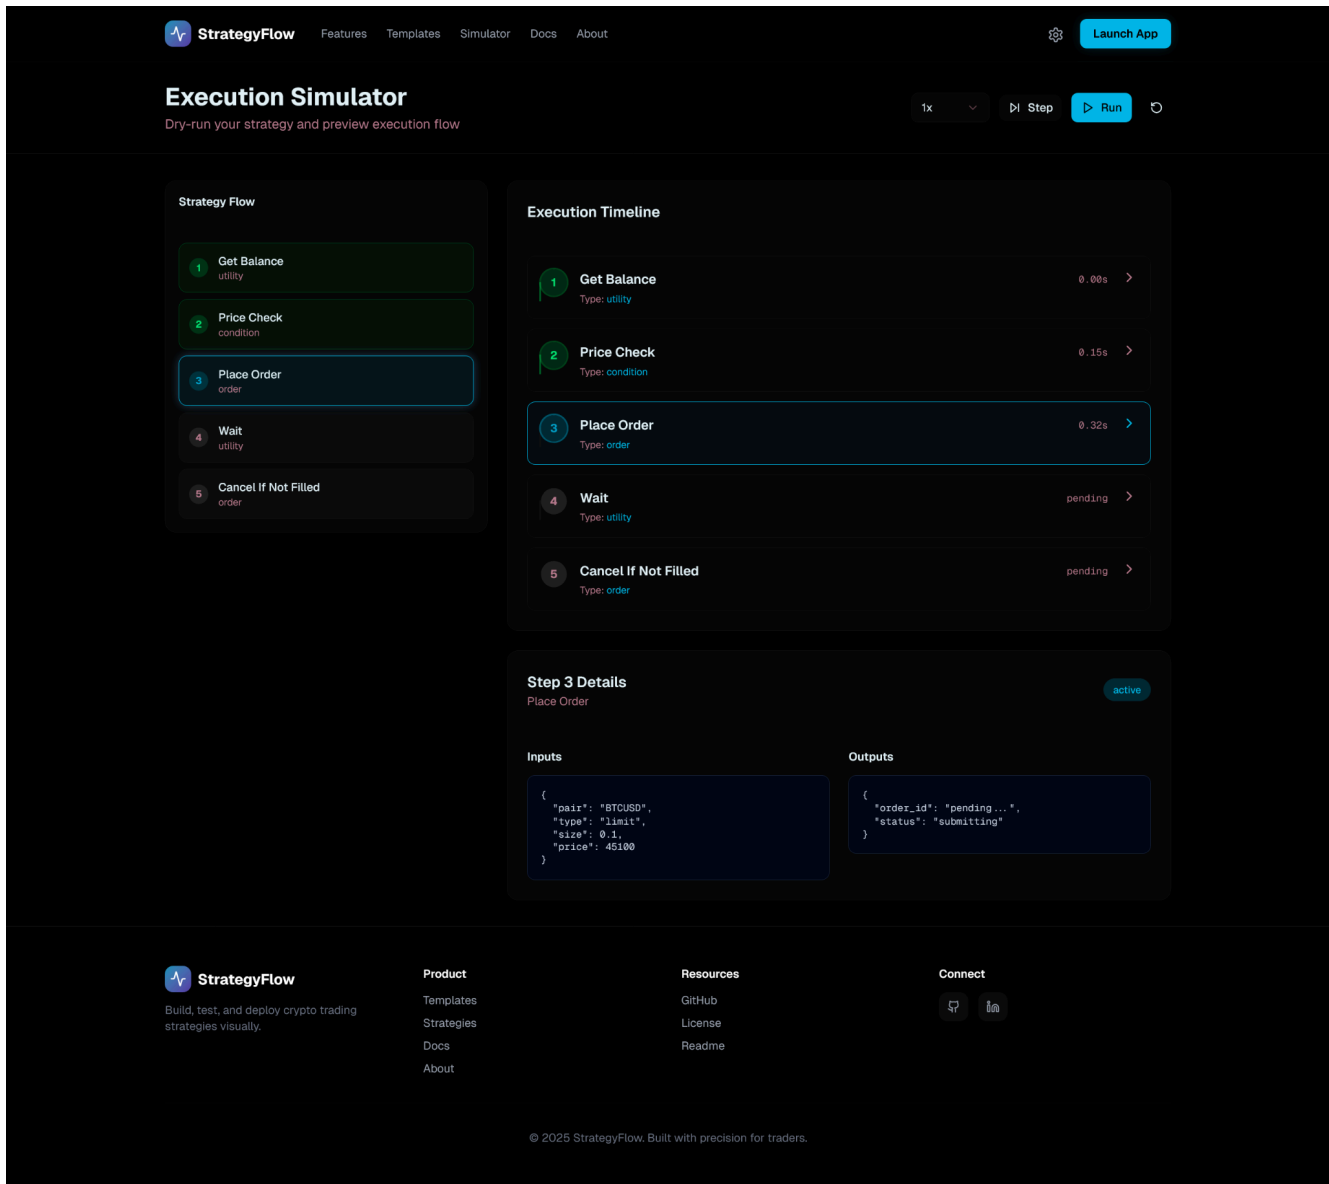 StrategyFlow
Features
Templates
Simulator
Docs
About
Launch App
Execution Simulator
Dry-run your strategy and preview execution flow
1x
Step
Run
Strategy Flow
1
Get Balance
utility
2
Price Check
condition
3
Place Order
order
4
Wait
utility
5
Cancel If Not Filled
order
Execution Timeline
1
Get Balance
0.00s
Type: utility
2
Price Check
0.15s
Type: condition
3
Place Order
0.32s
Type: order
4
Wait
pending
Type: utility
5
Cancel If Not Filled
pending
Type: order
Step 3 Details
Place Order
active
Inputs
{
"pair": "BTCUSD",
"type": "limit",
"size": 0.1,
"price": 45100
}
Outputs
{
"order_id": "pending...",
"status": "submitting"
}
StrategyFlow
Build, test, and deploy crypto trading
strategies visually.
Product
Templates
Strategies
Docs
About
Resources
GitHub
License
Readme
Connect
© 2025 StrategyFlow. Built with precision for traders.